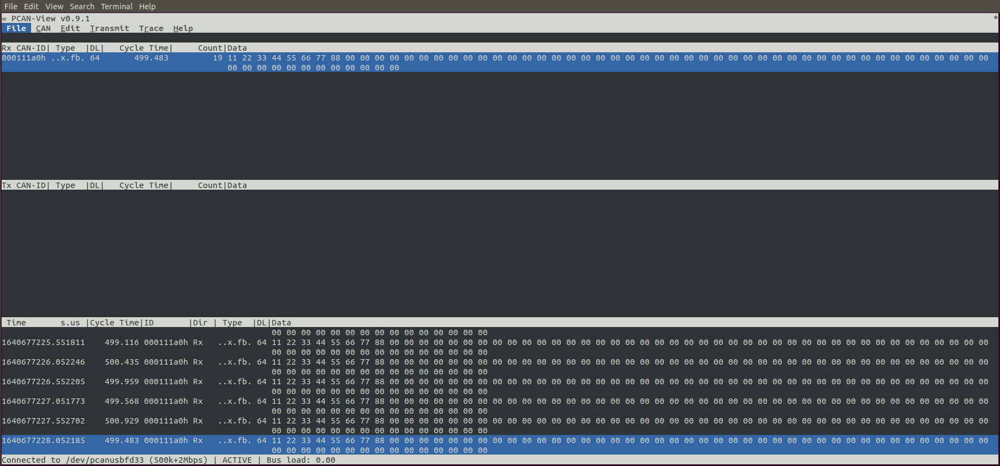 File Edit View Search Terminal Help
= PCAN-View v0.9.1 *
File CAN Edit Transmit Trace Help
Rx CAN-ID| Type |DL| Cycle Time| Count|Data
000111a0h ..x.fb. 64 499.483 19 11 22 33 44 55 66 77 88 00 00 00 00 00 00 00 00 00 00 00 00 00 00 00 00 00 00 00 00 00 00 00 00 00 00 00 00 00 00 00 00 00 00 00 00 00 00 00 00
00 00 00 00 00 00 00 00 00 00 00 00
Tx CAN-ID| Type |DL| Cycle Time| Count|Data
Time s.us |Cycle Time|ID |Dir | Type |DL|Data
00 00 00 00 00 00 00 00 00 00 00 00 00 00 00
1640677225.551811 499.116 000111a0h Rx ..x.fb. 64 11 22 33 44 55 66 77 88 00 00 00 00 00 00 00 00 00 00 00 00 00 00 00 00 00 00 00 00 00 00 00 00 00 00 00 00 00 00 00 00 00 00 00 00 00
00 00 00 00 00 00 00 00 00 00 00 00 00 00 00
1640677226.052246 500.435 000111a0h Rx ..x.fb. 64 11 22 33 44 55 66 77 88 00 00 00 00 00 00 00 00 00 00 00 00 00 00 00 00 00 00 00 00 00 00 00 00 00 00 00 00 00 00 00 00 00 00 00 00 00
00 00 00 00 00 00 00 00 00 00 00 00 00 00 00
1640677226.552205 499.959 000111a0h Rx ..x.fb. 64 11 22 33 44 55 66 77 88 00 00 00 00 00 00 00 00 00 00 00 00 00 00 00 00 00 00 00 00 00 00 00 00 00 00 00 00 00 00 00 00 00 00 00 00 00
00 00 00 00 00 00 00 00 00 00 00 00 00 00 00
1640677227.051773 499.568 000111a0h Rx ..x.fb. 64 11 22 33 44 55 66 77 88 00 00 00 00 00 00 00 00 00 00 00 00 00 00 00 00 00 00 00 00 00 00 00 00 00 00 00 00 00 00 00 00 00 00 00 00 00
00 00 00 00 00 00 00 00 00 00 00 00 00 00 00
1640677227.552702 500.929 000111a0h Rx ..x.fb. 64 11 22 33 44 55 66 77 88 00 00 00 00 00 00 00 00 00 00 00 00 00 00 00 00 00 00 00 00 00 00 00 00 00 00 00 00 00 00 00 00 00 00 00 00 00
00 00 00 00 00 00 00 00 00 00 00 00 00 00 00
1640677228.052185 499.483 000111a0h Rx ..x.fb. 64 11 22 33 44 55 66 77 88 00 00 00 00 00 00 00 00 00 00 00 00 00 00 00 00 00 00 00 00 00 00 00 00 00 00 00 00 00 00 00 00 00 00 00 00 00
00 00 00 00 00 00 00 00 00 00 00 00 00 00 00
Connected to /dev/pcanusbfd33 (500k+2Mbps) | ACTIVE | Bus load: 0.00